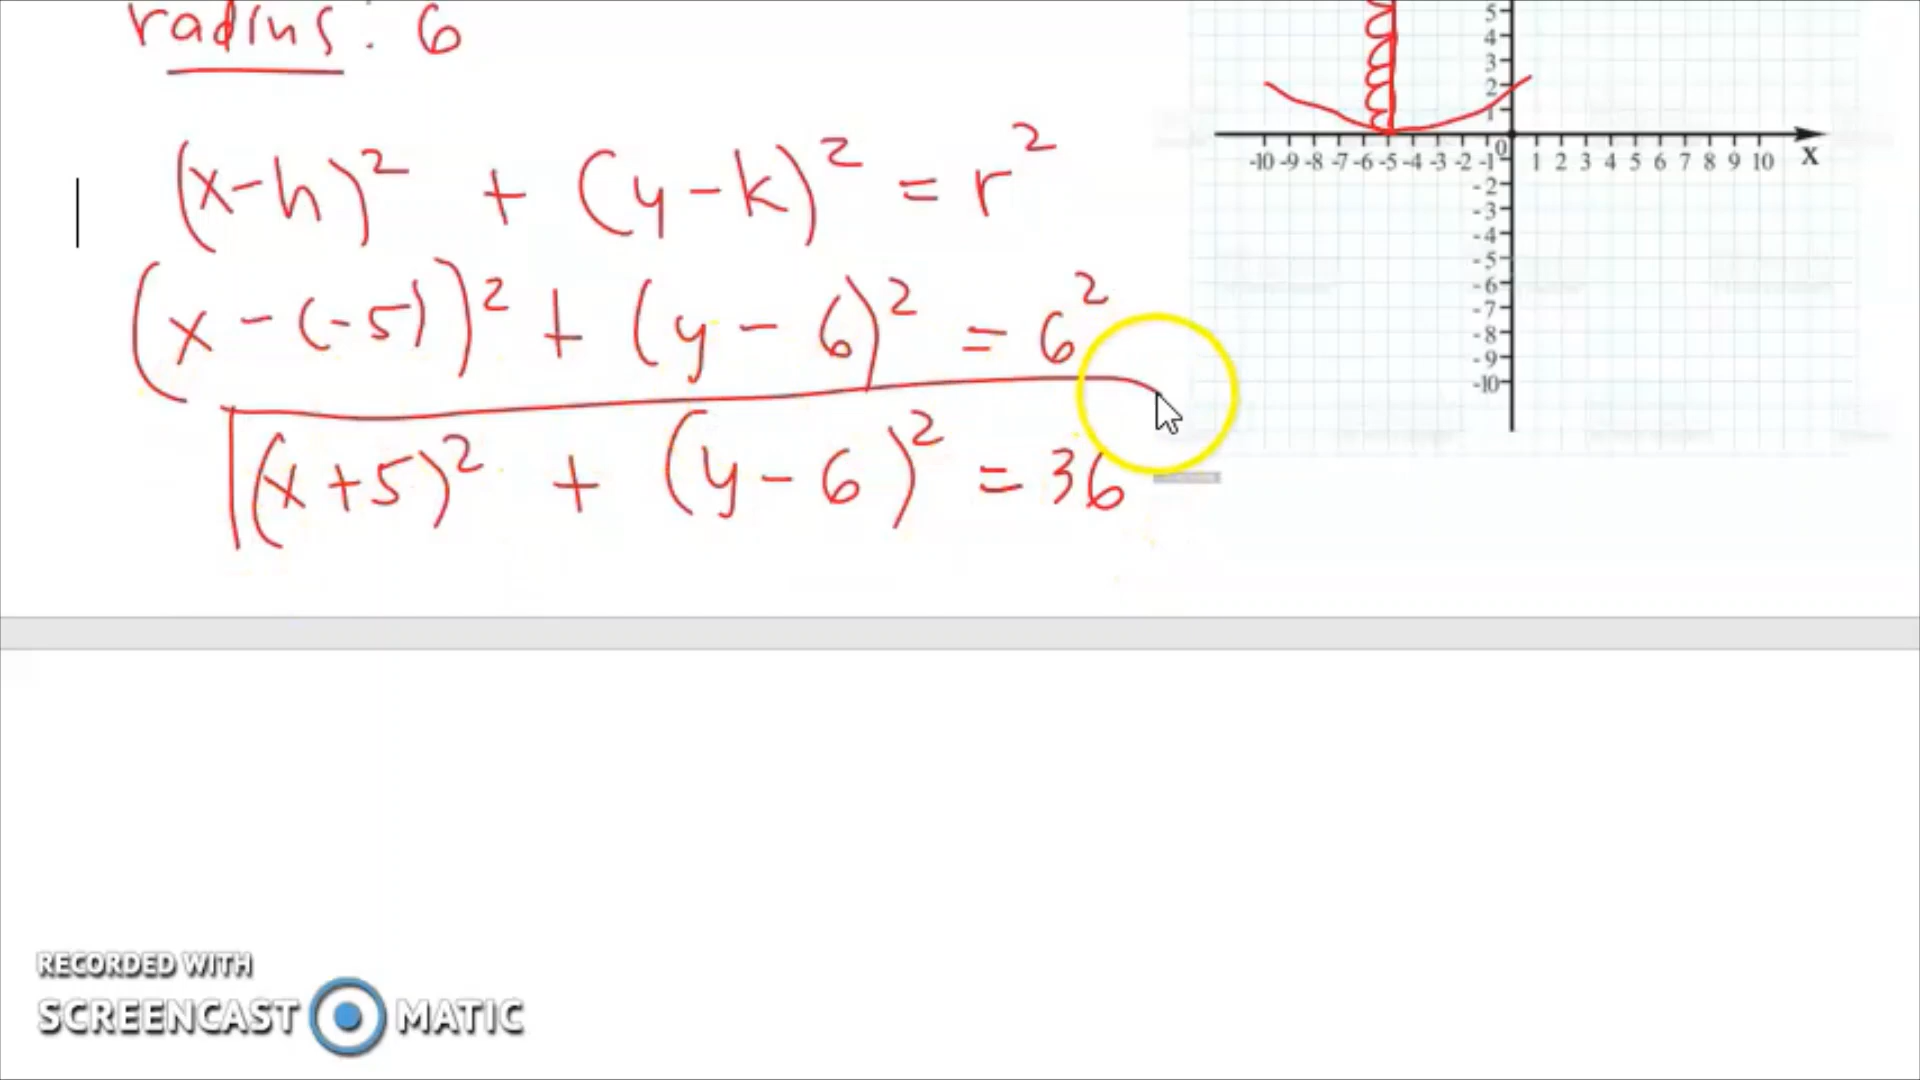 radius: 6
(x-h)² + (y-k)² = r²
(x-(-5))² + (y-6)² = 6²
(x+5)² + (y-6)² = 36
5
4
3
2
1
0
-10 -9 -8 -7 -6 -5 -4 -3 -2 -1 1 2 3 4 5 6 7 8 9 10 X
-2
-3
-4
-5
-6
-7
-8
-9
-10
RECORDED WITH
SCREENCAST MATIC